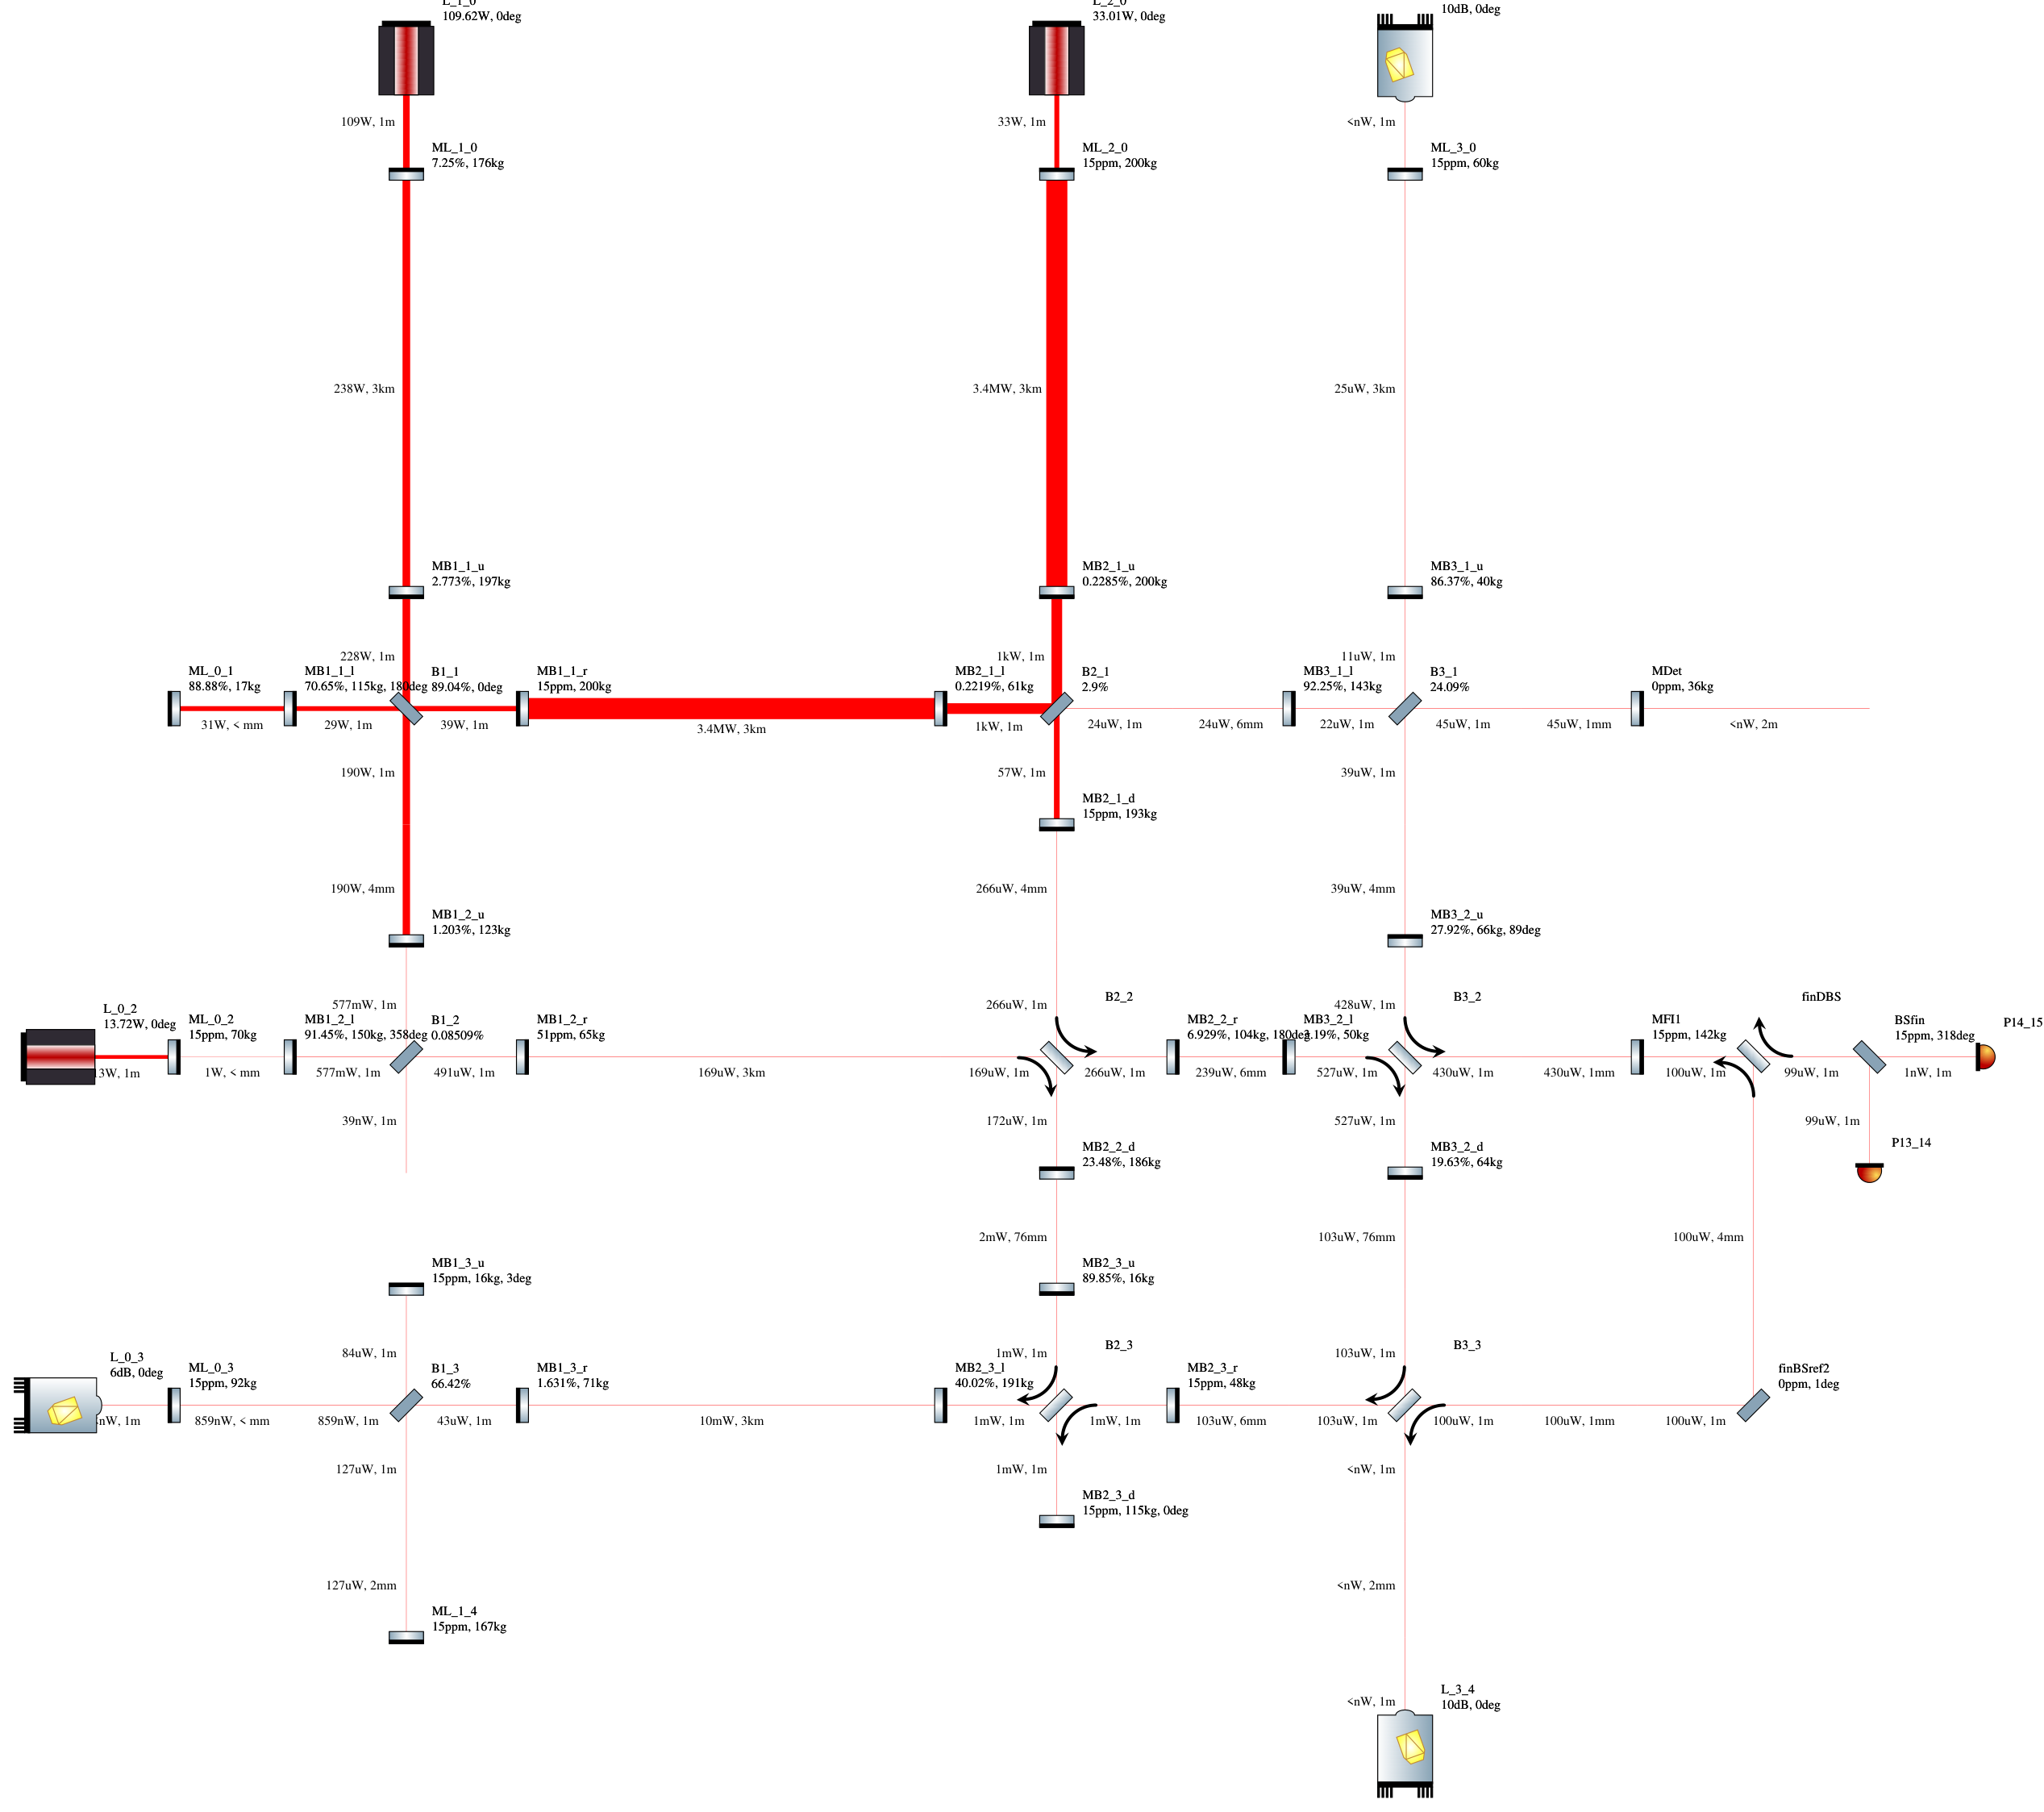 L_1_0
109.62W, 0deg
L_2_0
33.01W, 0deg
10dB, 0deg
109W, 1m
33W, 1m
<nW, 1m
ML_1_0
7.25%, 176kg
ML_2_0
15ppm, 200kg
ML_3_0
15ppm, 60kg
238W, 3km
3.4MW, 3km
25uW, 3km
MB1_1_u
2.773%, 197kg
MB2_1_u
0.2285%, 200kg
MB3_1_u
86.37%, 40kg
228W, 1m
1kW, 1m
11uW, 1m
ML_0_1
88.88%, 17kg
MB1_1_l
70.65%, 115kg, 180deg
B1_1
89.04%, 0deg
MB1_1_r
15ppm, 200kg
MB2_1_l
0.2219%, 61kg
B2_1
2.9%
MB3_1_l
92.25%, 143kg
B3_1
24.09%
MDet
0ppm, 36kg
31W, < mm
29W, 1m
39W, 1m
3.4MW, 3km
1kW, 1m
24uW, 1m
24uW, 6mm
22uW, 1m
45uW, 1m
45uW, 1mm
<nW, 2m
190W, 1m
57W, 1m
39uW, 1m
MB2_1_d
15ppm, 193kg
190W, 4mm
266uW, 4mm
39uW, 4mm
MB1_2_u
1.203%, 123kg
MB3_2_u
27.92%, 66kg, 89deg
577mW, 1m
266uW, 1m
B2_2
428uW, 1m
B3_2
finDBS
L_0_2
13.72W, 0deg
ML_0_2
15ppm, 70kg
MB1_2_l
91.45%, 150kg, 358deg
B1_2
0.08509%
MB1_2_r
51ppm, 65kg
MB2_2_r
6.929%, 104kg, 180deg
MB3_2_l
3.19%, 50kg
MFI1
15ppm, 142kg
BSfin
15ppm, 318deg
P14_15
13W, 1m
1W, < mm
577mW, 1m
491uW, 1m
169uW, 3km
169uW, 1m
266uW, 1m
239uW, 6mm
527uW, 1m
430uW, 1m
430uW, 1mm
100uW, 1m
99uW, 1m
1nW, 1m
39nW, 1m
172uW, 1m
527uW, 1m
99uW, 1m
MB2_2_d
23.48%, 186kg
MB3_2_d
19.63%, 64kg
P13_14
2mW, 76mm
103uW, 76mm
100uW, 4mm
MB1_3_u
15ppm, 16kg, 3deg
MB2_3_u
89.85%, 16kg
84uW, 1m
1mW, 1m
B2_3
103uW, 1m
B3_3
L_0_3
6dB, 0deg
ML_0_3
15ppm, 92kg
B1_3
66.42%
MB1_3_r
1.631%, 71kg
MB2_3_l
40.02%, 191kg
MB2_3_r
15ppm, 48kg
finBSref2
0ppm, 1deg
nW, 1m
859nW, < mm
859nW, 1m
43uW, 1m
10mW, 3km
1mW, 1m
1mW, 1m
103uW, 6mm
103uW, 1m
100uW, 1m
100uW, 1mm
100uW, 1m
127uW, 1m
1mW, 1m
<nW, 1m
MB2_3_d
15ppm, 115kg, 0deg
127uW, 2mm
<nW, 2mm
ML_1_4
15ppm, 167kg
<nW, 1m
L_3_4
10dB, 0deg